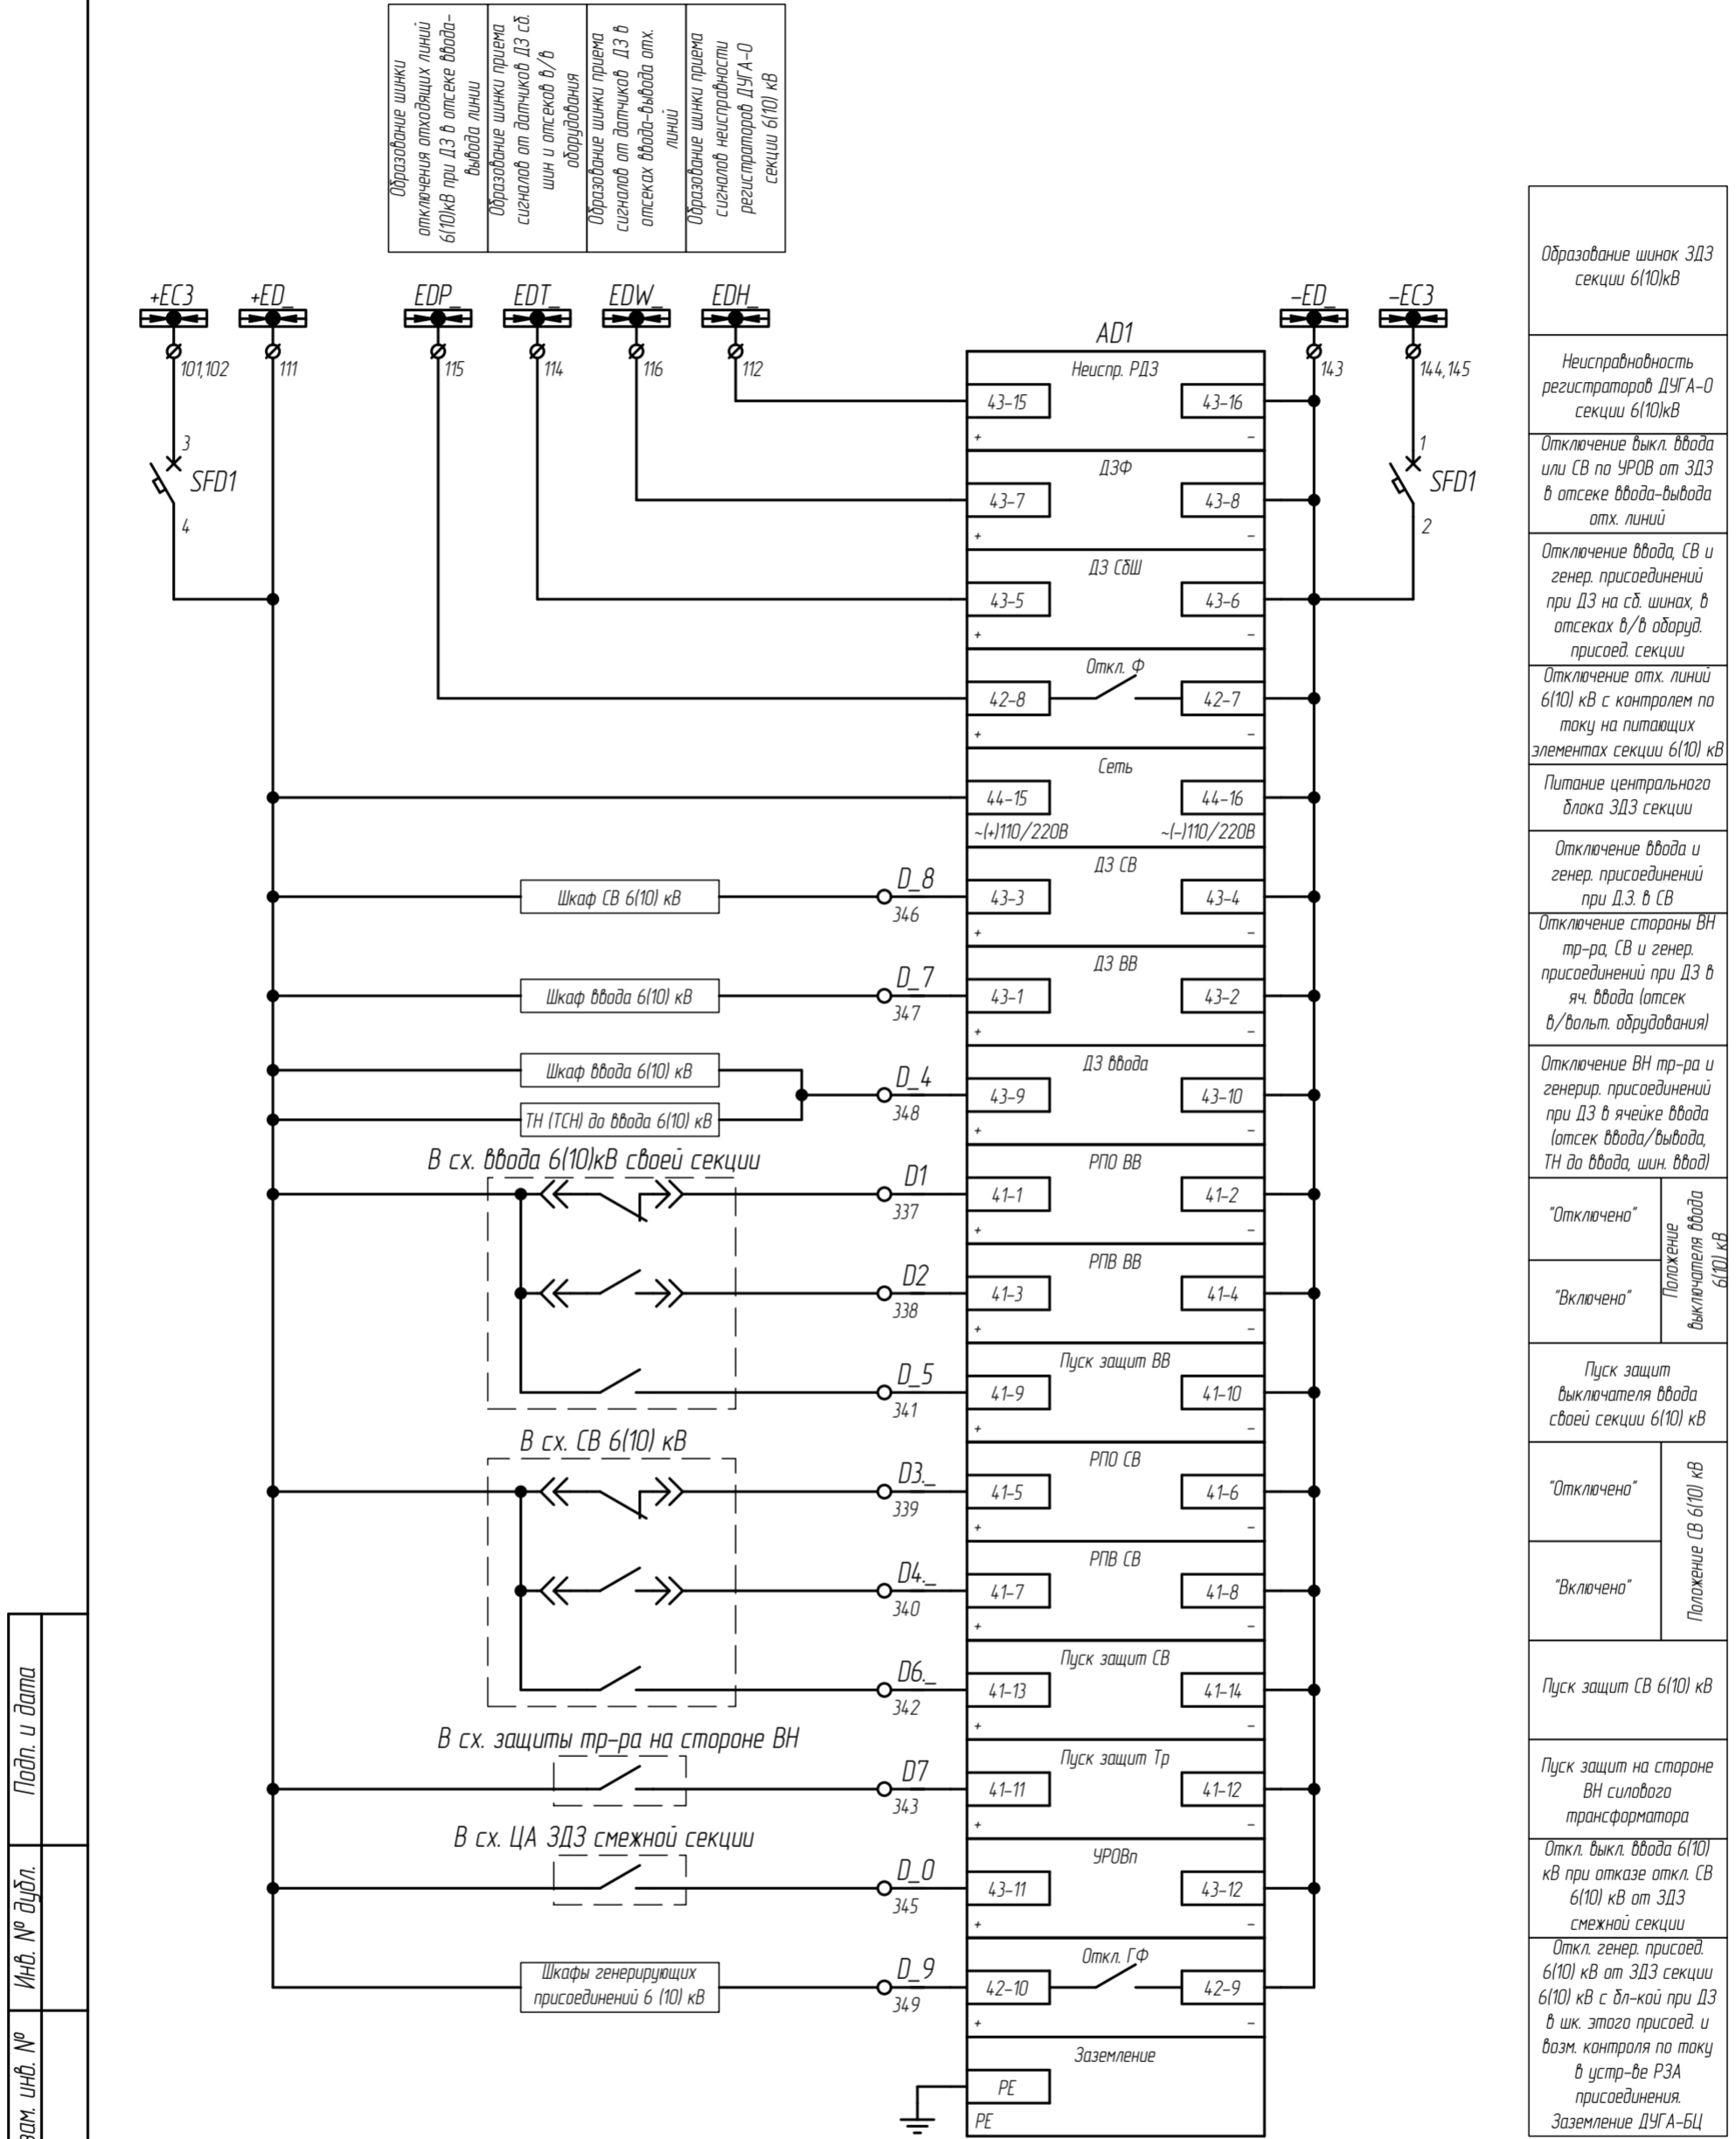 Образование шинки
отключения отходящих линий
6(10)кВ при ДЗ в отсеке ввода-
вывода линии
Образование шинки приема
сигналов от датчиков ДЗ сб.
шин и отсеков в/в
оборудования
Образование шинки приема
сигналов от датчиков ДЗ в
отсеках ввода-вывода отх.
линий
Образование шинки приема
сигналов неисправности
регистраторов ДУГА-О
секции 6(10) кВ
+EC3
+ED_
EDP_
EDT_
EDW_
EDH_
-ED_
-EC3
101,102
111
115
114
116
112
143
144,145
3
SFD1
4
1
SFD1
2
AD1
Неиспр. РДЗ
43-15
43-16
+ -
ДЗФ
43-7
43-8
+ -
ДЗ СбШ
43-5
43-6
+ -
Откл. Ф
42-8
42-7
+ -
Сеть
44-15
44-16
~(+)110/220В ~(-)110/220В
Шкаф СВ 6(10) кВ
D_8
346
ДЗ СВ
43-3
43-4
+ -
Шкаф ввода 6(10) кВ
D_7
347
ДЗ ВВ
43-1
43-2
+ -
Шкаф ввода 6(10) кВ
ТН (ТСН) до ввода 6(10) кВ
D_4
348
ДЗ ввода
43-9
43-10
+ -
В сх. ввода 6(10)кВ своей секции
D1
337
РПО ВВ
41-1
41-2
+ -
D2
338
РПВ ВВ
41-3
41-4
+ -
D_5
341
Пуск защит ВВ
41-9
41-10
+ -
В сх. СВ 6(10) кВ
D3._
339
РПО СВ
41-5
41-6
+ -
D4._
340
РПВ СВ
41-7
41-8
+ -
D6._
342
Пуск защит СВ
41-13
41-14
+ -
В сх. защиты тр-ра на стороне ВН
D7
343
Пуск защит Тр
41-11
41-12
+ -
В сх. ЦА ЗДЗ смежной секции
D_0
345
УРОВп
43-11
43-12
+ -
Шкафы генерирующих
присоединений 6 (10) кВ
D_9
349
Откл. ГФ
42-10
42-9
+ -
Заземление
PE
PE
Образование шинок ЗДЗ
секции 6(10)кВ
Неисправновность
регистраторов ДУГА-О
секции 6(10)кВ
Отключение выкл. ввода
или СВ по УРОВ от ЗДЗ
в отсеке ввода-вывода
отх. линий
Отключение ввода, СВ и
генер. присоединений
при ДЗ на сб. шинах, в
отсеках в/в оборуд.
присоед. секции
Отключение отх. линий
6(10) кВ с контролем по
току на питающих
элементах секции 6(10) кВ
Питание центрального
блока ЗДЗ секции
Отключение ввода и
генер. присоединений
при Д.З. в СВ
Отключение стороны ВН
тр-ра, СВ и генер.
присоединений при ДЗ в
яч. ввода (отсек
в/вольт. обрудования)
Отключение ВН тр-ра и
генерир. присоединений
при ДЗ в ячейке ввода
(отсек ввода/вывода,
ТН до ввода, шин. ввод)
"Отключено"
"Включено"
Положение
выключателя ввода
6(10) кВ
Пуск защит
выключателя ввода
своей секции 6(10) кВ
"Отключено"
"Включено"
Положение СВ 6(10) кВ
Пуск защит СВ 6(10) кВ
Пуск защит на стороне
ВН силового
трансформатора
Откл. выкл. ввода 6(10)
кВ при отказе откл. СВ
6(10) кВ от ЗДЗ
смежной секции
Откл. генер. присоед.
6(10) кВ от ЗДЗ секции
6(10) кВ с бл-кой при ДЗ
в шк. этого присоед. и
возм. контроля по току
в устр-ве РЗА
присоединения.
Заземление ДУГА-БЦ
Подп. и дата
Инв. № дубл.
инв. №